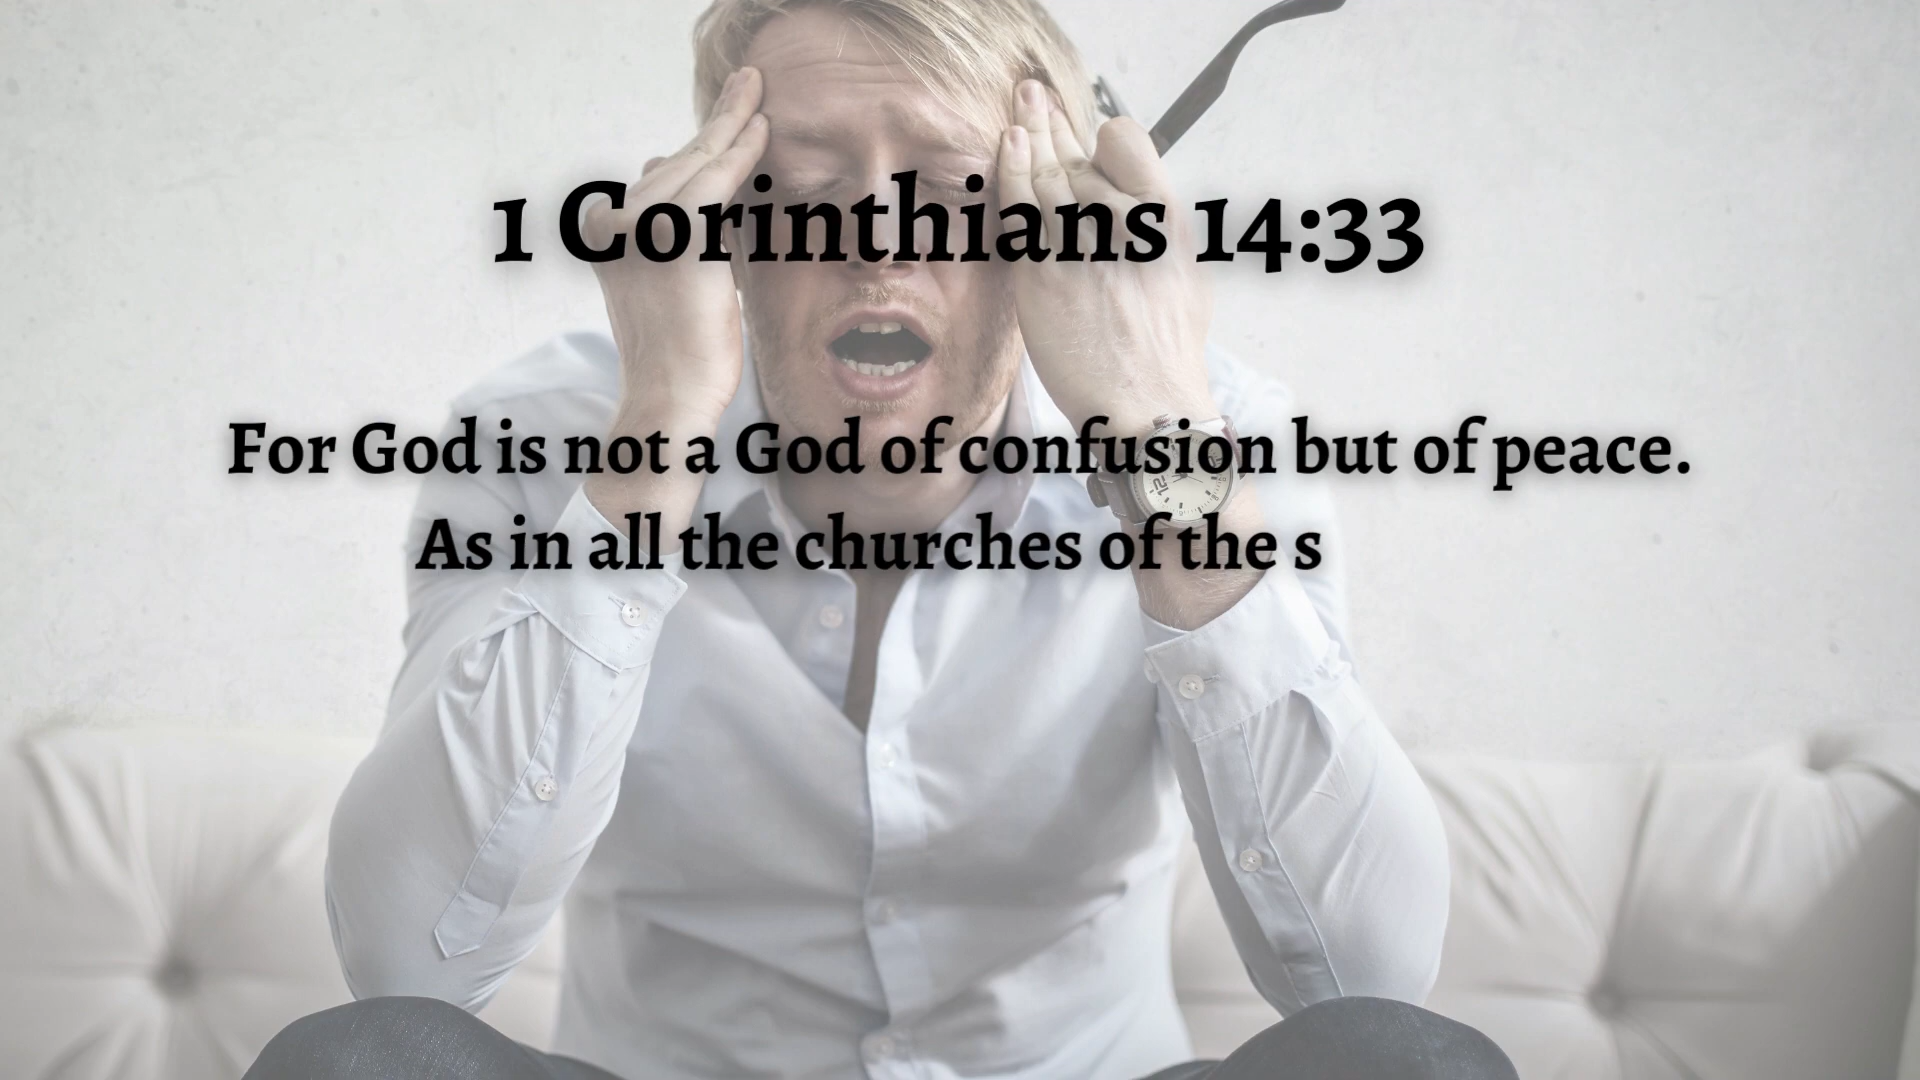 1 Corinthians 14:33
For God is not a God of confusion but of peace.
As in all the churches of the s
12